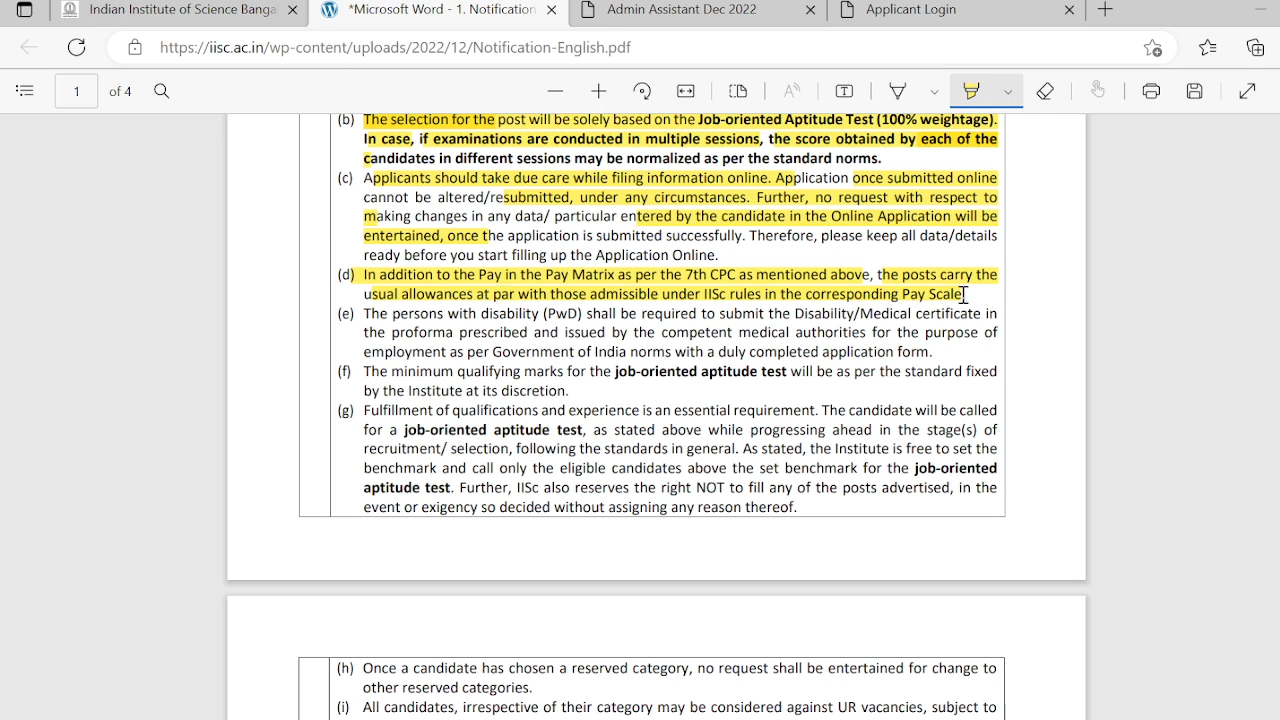 Indian Institute of Science Banga
*Microsoft Word - 1. Notification
Admin Assistant Dec 2022
Applicant Login
https://iisc.ac.in/wp-content/uploads/2022/12/Notification-English.pdf
1 of 4
(b) The selection for the post will be solely based on the Job-oriented Aptitude Test (100% weightage).
In case, if examinations are conducted in multiple sessions, the score obtained by each of the
candidates in different sessions may be normalized as per the standard norms.
(c) Applicants should take due care while filing information online. Application once submitted online
cannot be altered/resubmitted, under any circumstances. Further, no request with respect to
making changes in any data/ particular entered by the candidate in the Online Application will be
entertained, once the application is submitted successfully. Therefore, please keep all data/details
ready before you start filling up the Application Online.
(d) In addition to the Pay in the Pay Matrix as per the 7th CPC as mentioned above, the posts carry the
usual allowances at par with those admissible under IISc rules in the corresponding Pay Scale.
(e) The persons with disability (PwD) shall be required to submit the Disability/Medical certificate in
the proforma prescribed and issued by the competent medical authorities for the purpose of
employment as per Government of India norms with a duly completed application form.
(f) The minimum qualifying marks for the job-oriented aptitude test will be as per the standard fixed
by the Institute at its discretion.
(g) Fulfillment of qualifications and experience is an essential requirement. The candidate will be called
for a job-oriented aptitude test, as stated above while progressing ahead in the stage(s) of
recruitment/ selection, following the standards in general. As stated, the Institute is free to set the
benchmark and call only the eligible candidates above the set benchmark for the job-oriented
aptitude test. Further, IISc also reserves the right NOT to fill any of the posts advertised, in the
event or exigency so decided without assigning any reason thereof.
(h) Once a candidate has chosen a reserved category, no request shall be entertained for change to
other reserved categories.
(i) All candidates, irrespective of their category may be considered against UR vacancies, subject to